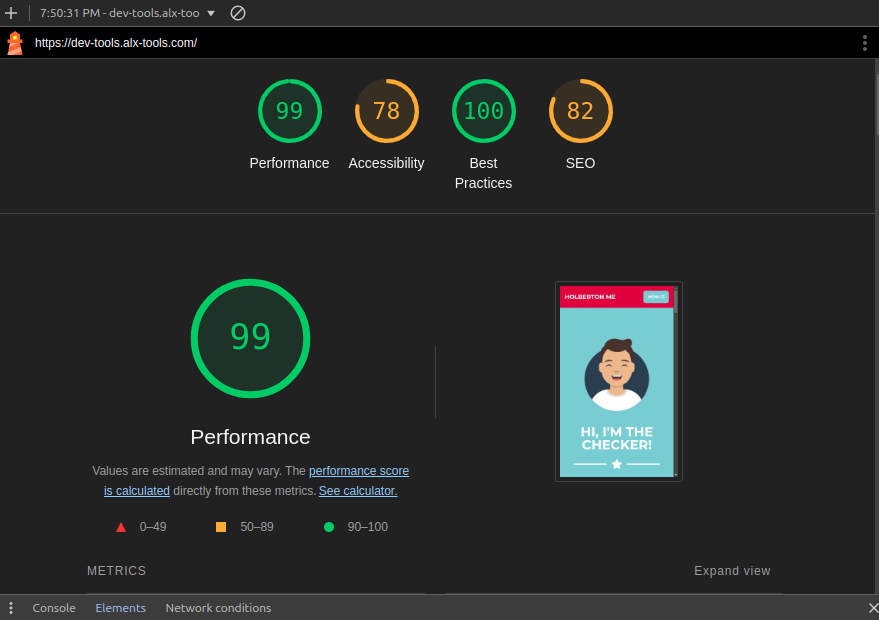 7:50:31 PM - dev-tools.alx-too
https://dev-tools.alx-tools.com/
99 78 100 82
Performance Accessibility Best Practices SEO
99
Performance
Values are estimated and may vary. The performance score
is calculated directly from these metrics. See calculator.
0–49 50–89 90–100
HOLBERTON ME
HI, I'M THE
CHECKER!
METRICS Expand view
Console Elements Network conditions